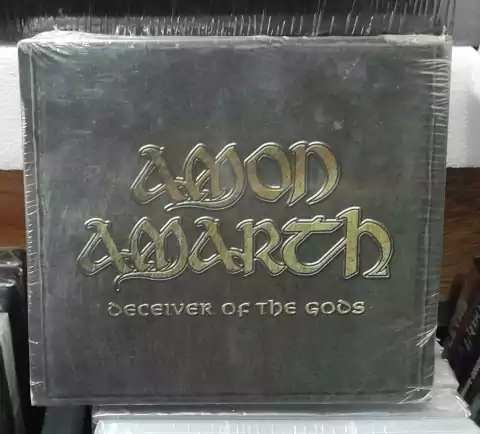 AMON
AMARTH
DECEIVER OF THE GODS